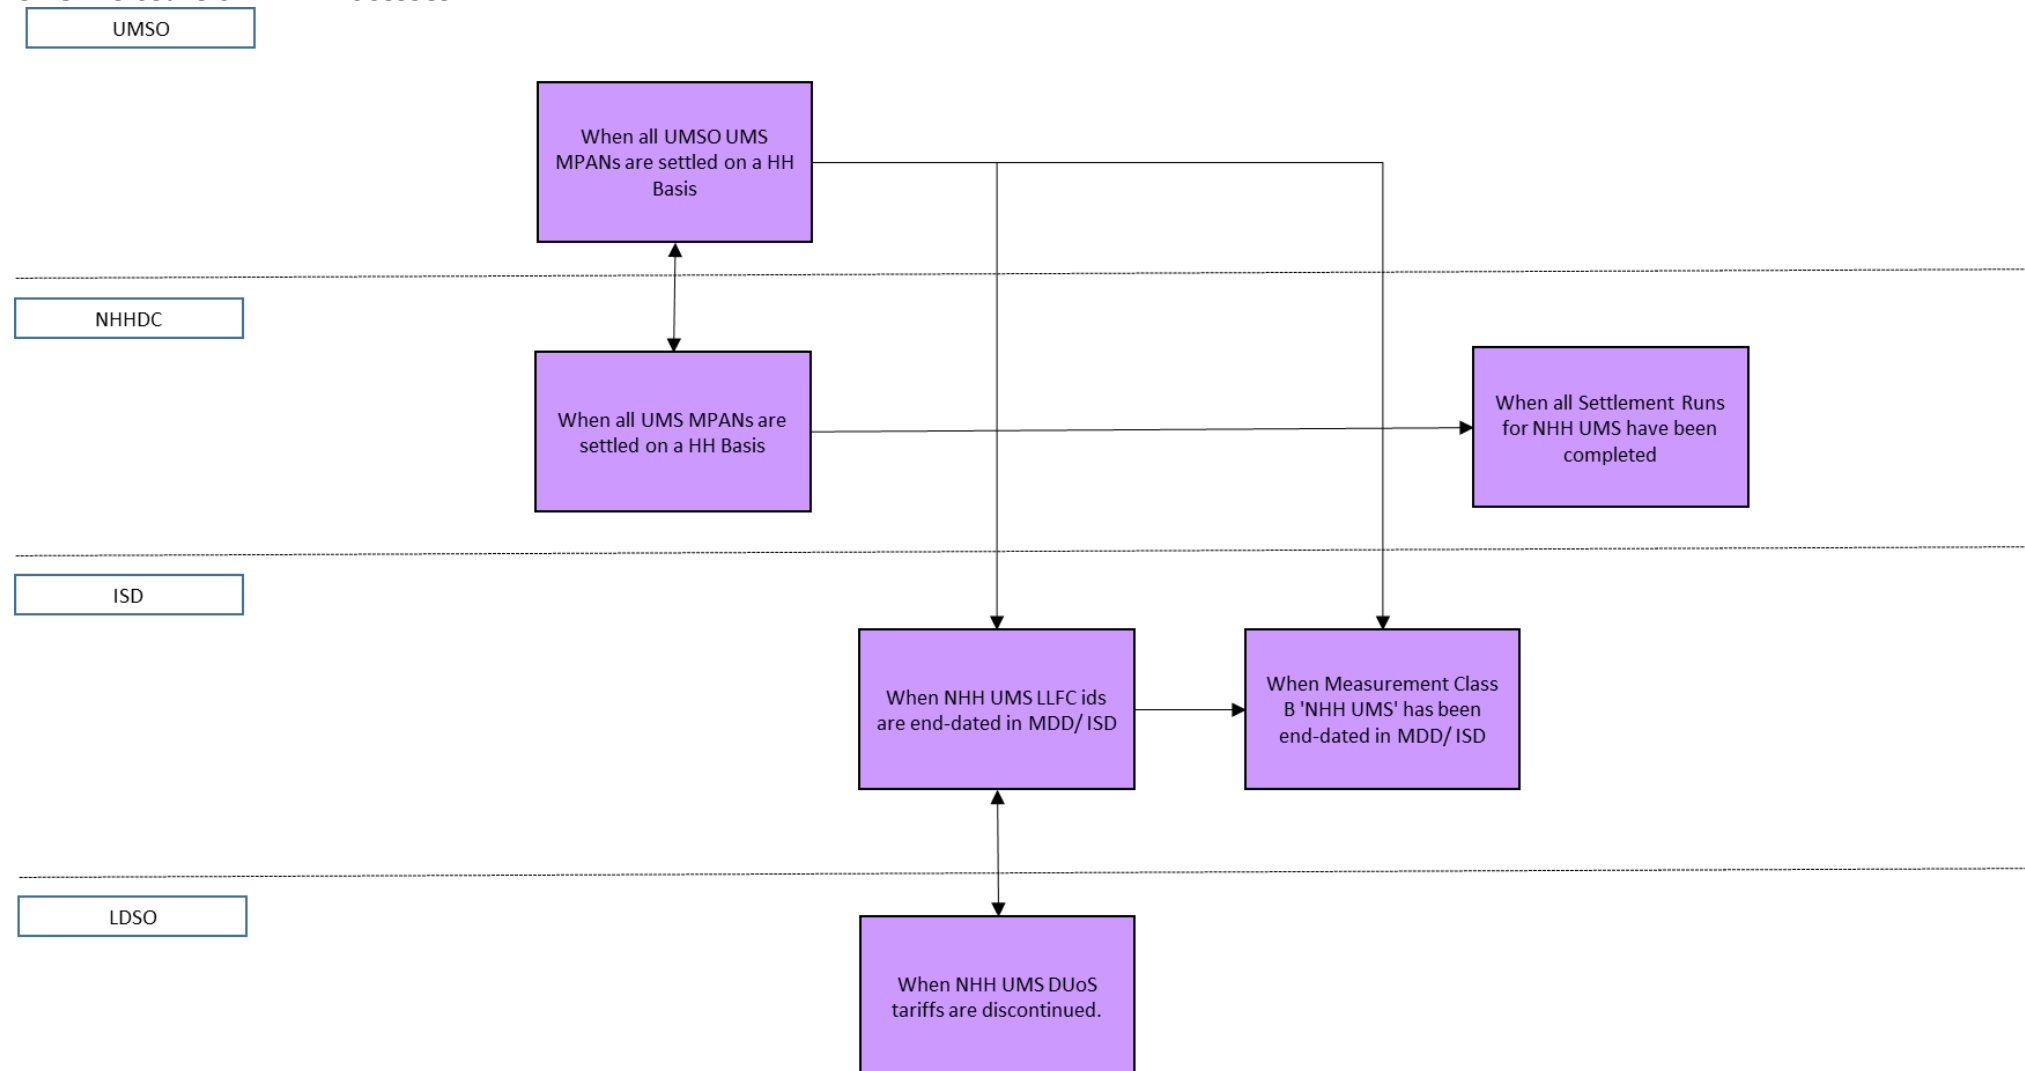 UMSO
When all UMSO UMS
MPANs are settled on a HH
Basis
NHHDC
When all UMS MPANs are
settled on a HH Basis
When all Settlement Runs
for NHH UMS have been
completed
ISD
When NHH UMS LLFC ids
are end-dated in MDD/ ISD
When Measurement Class
B 'NHH UMS' has been
end-dated in MDD/ ISD
LDSO
When NHH UMS DUoS
tariffs are discontinued.